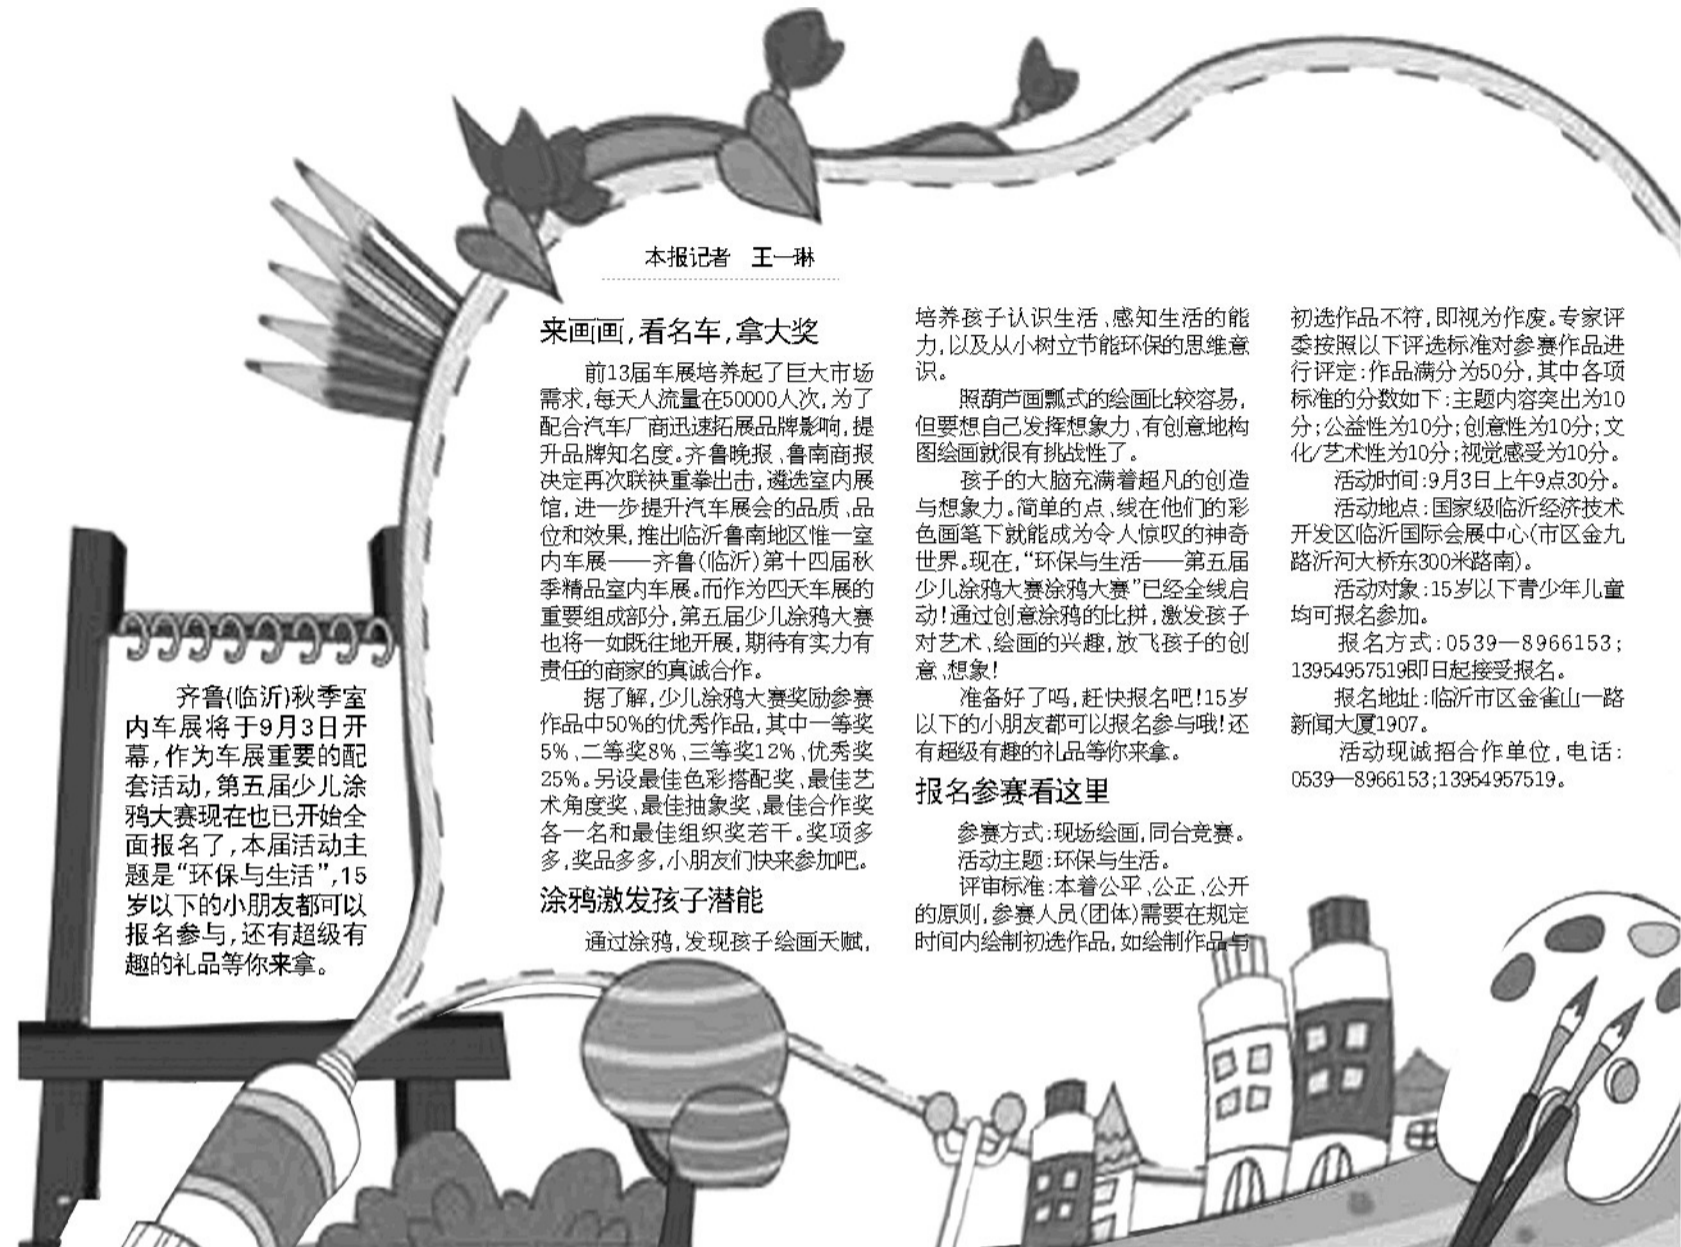 本报记者 王一琳
齐鲁(临沂)秋季室
内车展将于9月3日开
幕,作为车展重要的配
套活动,第五届少儿涂
鸦大赛现在也已开始全
面报名了,本届活动主
题是“环保与生活”,15
岁以下的小朋友都可以
报名参与,还有超级有
趣的礼品等你来拿。
来画画,看名车,拿大奖
前13届车展培养起了巨大市场
需求,每天人流量在50000人次,为了
配合汽车厂商迅速拓展品牌影响,提
升品牌知名度。齐鲁晚报、鲁南商报
决定再次联袂重拳出击,遴选室内展
馆,进一步提升汽车展会的品质、品
位和效果,推出临沂鲁南地区惟一室
内车展——齐鲁(临沂)第十四届秋
季精品室内车展。而作为四天车展的
重要组成部分,第五届少儿涂鸦大赛
也将一如既往地开展,期待有实力有
责任的商家的真诚合作。
据了解,少儿涂鸦大赛奖励参赛
作品中50%的优秀作品,其中一等奖
5%、二等奖8%、三等奖12%、优秀奖
25%。另设最佳色彩搭配奖、最佳艺
术角度奖、最佳抽象奖、最佳合作奖
各一名和最佳组织奖若干。奖项多
多,奖品多多,小朋友们快来参加吧。
涂鸦激发孩子潜能
通过涂鸦,发现孩子绘画天赋,
培养孩子认识生活、感知生活的能
力,以及从小树立节能环保的思维意
识。
照葫芦画瓢式的绘画比较容易,
但要想自己发挥想象力、有创意地构
图绘画就很有挑战性了。
孩子的大脑充满着超凡的创造
与想象力。简单的点、线在他们的彩
色画笔下就能成为令人惊叹的神奇
世界。现在,“环保与生活——第五届
少儿涂鸦大赛涂鸦大赛”已经全线启
动!通过创意涂鸦的比拼,激发孩子
对艺术、绘画的兴趣,放飞孩子的创
意、想象!
准备好了吗,赶快报名吧!15岁
以下的小朋友都可以报名参与哦!还
有超级有趣的礼品等你来拿。
报名参赛看这里
参赛方式:现场绘画,同台竞赛。
活动主题:环保与生活。
评审标准:本着公平、公正、公开
的原则,参赛人员(团体)需要在规定
时间内绘制初选作品,如绘制作品与
初选作品不符,即视为作废。专家评
委按照以下评选标准对参赛作品进
行评定:作品满分为50分,其中各项
标准的分数如下:主题内容突出为10
分;公益性为10分;创意性为10分;文
化/艺术性为10分;视觉感受为10分。
活动时间:9月3日上午9点30分。
活动地点:国家级临沂经济技术
开发区临沂国际会展中心(市区金九
路沂河大桥东300米路南)。
活动对象:15岁以下青少年儿童
均可报名参加。
报名方式:0539—8966153;
13954957519即日起接受报名。
报名地址:临沂市区金雀山一路
新闻大厦1907。
活动现诚招合作单位,电话:
0539—8966153;13954957519。